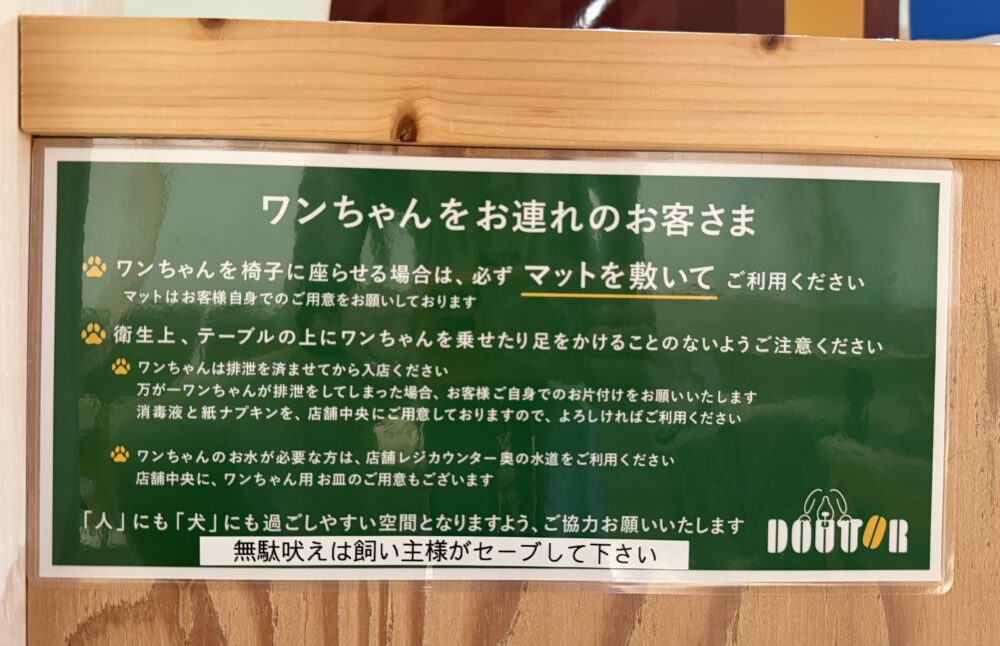 ワンちゃんをお連れのお客さま
ワンちゃんを椅子に座らせる場合は、必ず マットを敷いて ご利用ください
マットはお客様自身でのご用意をお願いしております
衛生上、テーブルの上にワンちゃんを乗せたり足をかけることのないようご注意ください
ワンちゃんは排泄を済ませてから入店ください
万が一ワンちゃんが排泄をしてしまった場合、お客様ご自身でのお片付けをお願いいたします
消毒液と紙ナプキンを、店舗中央にご用意しておりますので、よろしければご利用ください
ワンちゃんのお水が必要な方は、店舗レジカウンター奥の水道をご利用ください
店舗中央に、ワンちゃん用お皿のご用意もございます
「人」にも「犬」にも過ごしやすい空間となりますよう、ご協力お願いいたします
DOUTOR
無駄吠えは飼い主様がセーブして下さい